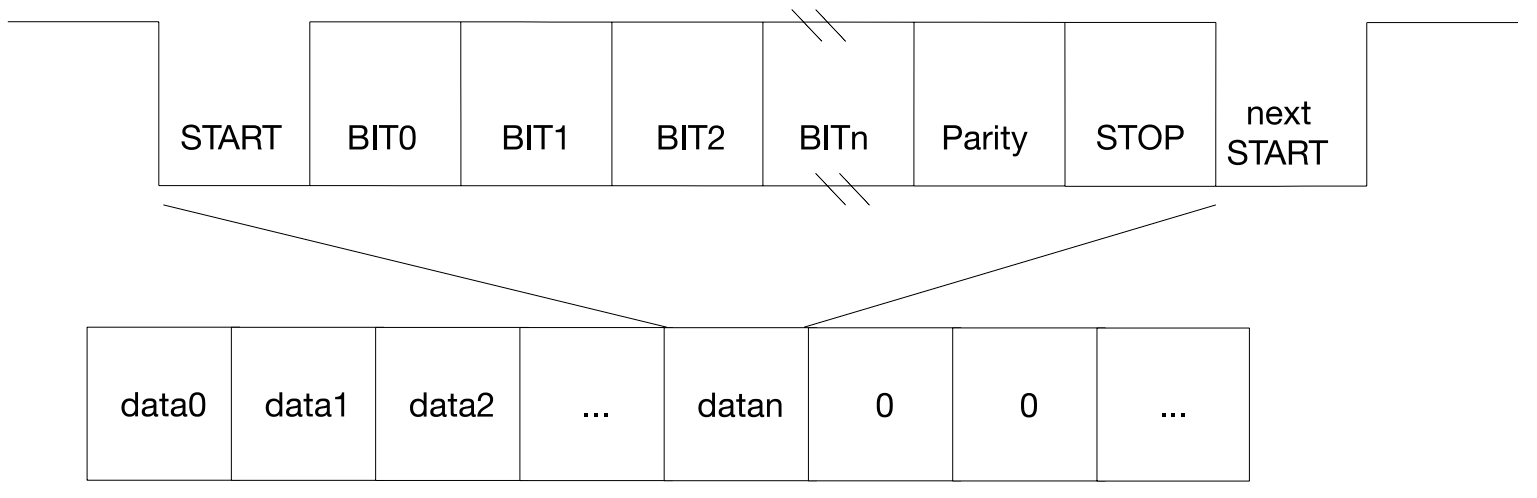 START BIT0 BIT1 BIT2 BITn Parity STOP next
START
data0 data1 data2 ... datan 0 0 ...